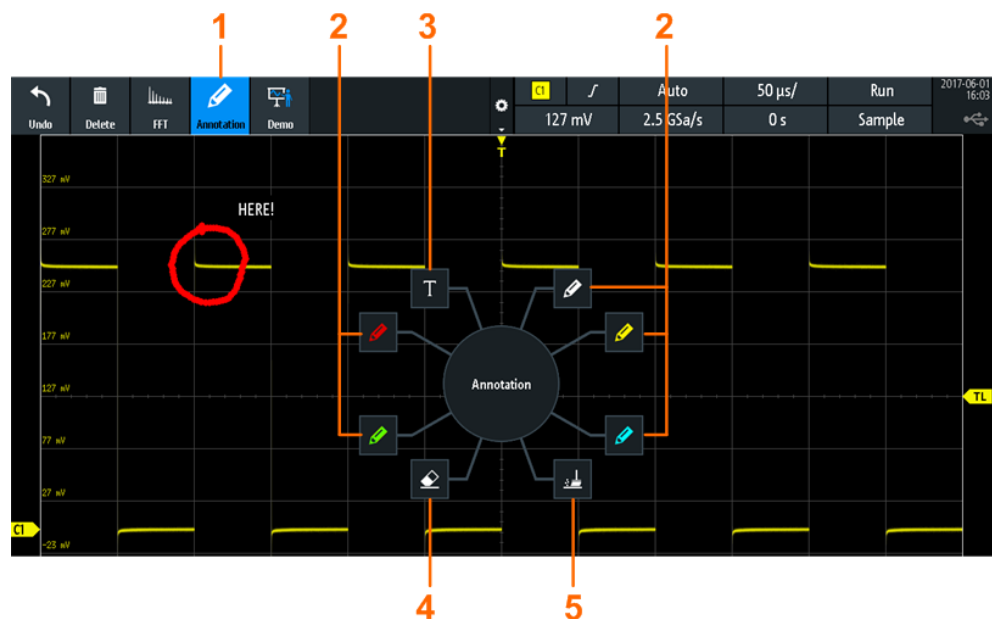 1 2 3 2
C1 Auto 50 µs/ Run 2017-06-01
16:03
Undo Delete FFT Annotation Demo 127 mV 2.5 GSa/s 0 s Sample
T
327 mV
HERE!
277 mV
227 mV
T
177 mV
Annotation
127 mV
TL
77 mV
27 mV
C1
-23 mV
4 5